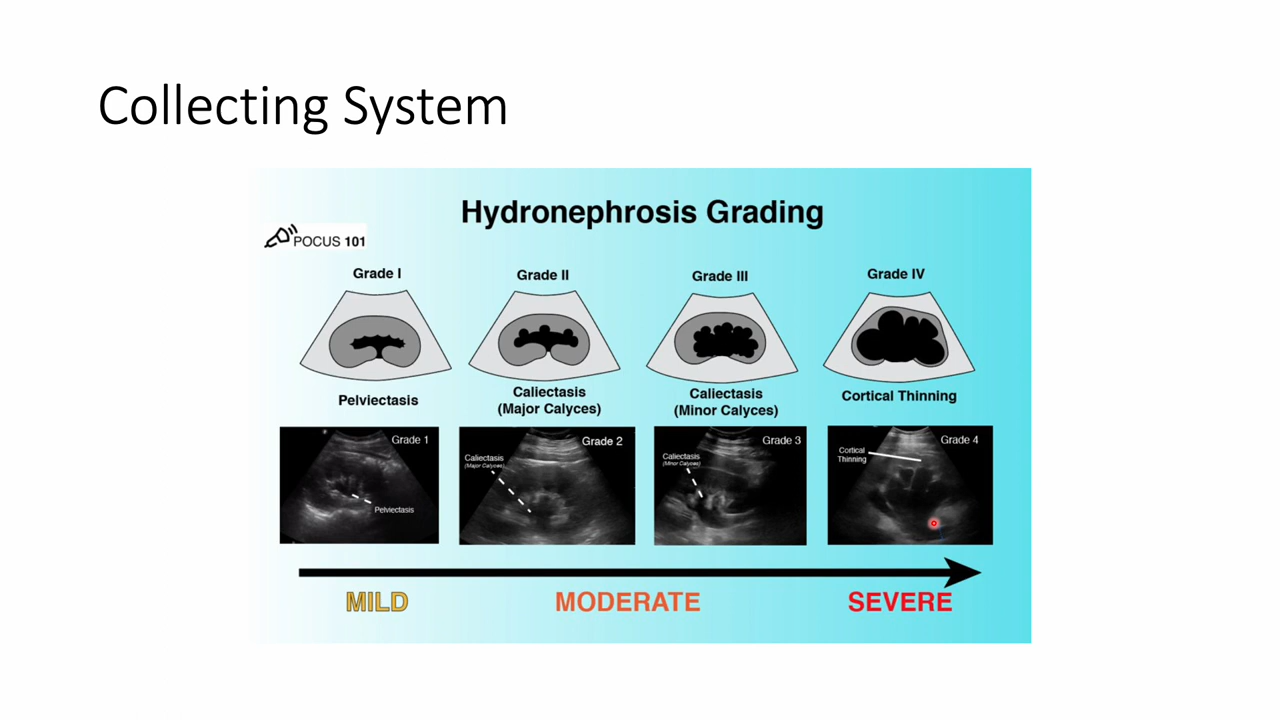 Collecting System
Hydronephrosis Grading
POCUS 101
Grade I
Grade II
Grade III
Grade IV
Pelviectasis
Caliectasis
(Major Calyces)
Caliectasis
(Minor Calyces)
Cortical Thinning
Grade 1
Pelviectasis
Grade 2
Caliectasis
(Major Calyces)
Grade 3
Caliectasis
(Minor Calyces)
Grade 4
Cortical
Thinning
MILD
MODERATE
SEVERE